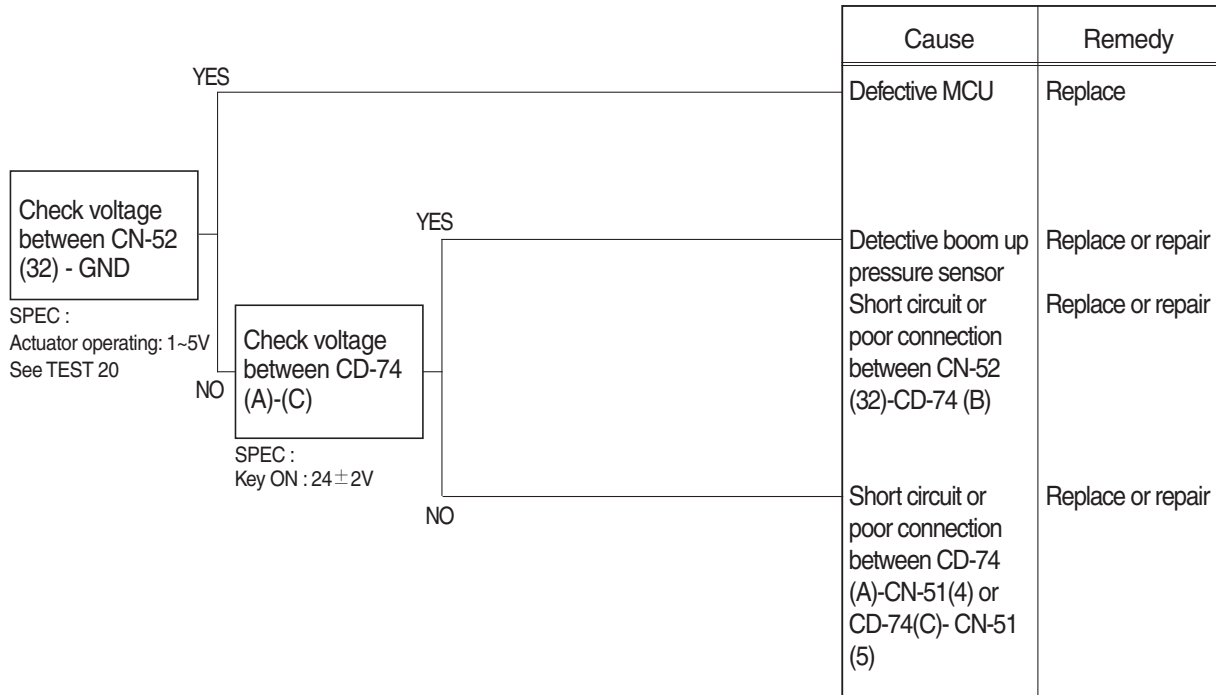 Cause Remedy
YES
Defective MCU Replace
Check voltage
between CN-52
(32) - GND
SPEC :
Actuator operating: 1~5V
See TEST 20
NO
YES
Detective boom up Replace or repair
pressure sensor
Short circuit or Replace or repair
poor connection
between CN-52
(32)-CD-74 (B)
Check voltage
between CD-74
(A)-(C)
SPEC :
Key ON : 24±2V
NO
Short circuit or Replace or repair
poor connection
between CD-74
(A)-CN-51(4) or
CD-74(C)- CN-51
(5)